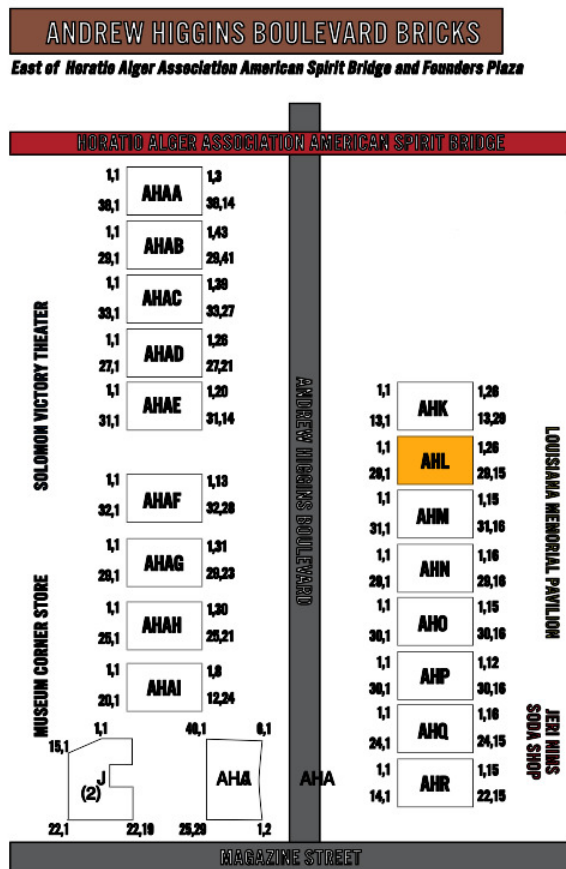 ANDREW HIGGINS BOULEVARD BRICKS
East of Horatio Alger Association American Spirit Bridge and Founders Plaza
HORATIO ALGER ASSOCIATION AMERICAN SPIRIT BRIDGE
SOLOMON VICTORY THEATER
MUSEUM CORNER STORE
1,1 AHAA 1,3
38,1 38,14
1,1 AHAB 1,43
29,1 29,41
1,1 AHAC 1,39
33,1 33,27
1,1 AHAD 1,26
27,1 27,21
1,1 AHAE 1,20
31,1 31,14
1,1 AHAF 1,13
32,1 32,28
1,1 AHAG 1,31
29,1 29,23
1,1 AHAH 1,30
25,1 25,21
1,1 AHAI 1,8
20,1 12,24
1,1
15,1
J
(2)
22,1 22,19
40,1
25,29 1,2
ANDREW HIGGINS BOULEVARD
AHA
1,1 AHK 1,26
13,1 13,29
1,1 AHL 1,26
29,1 29,15
1,1 AHM 1,15
31,1 31,16
1,1 AHN 1,16
29,1 29,16
1,1 AHO 1,15
30,1 30,16
1,1 AHP 1,12
30,1 30,16
1,1 AHQ 1,16
24,1 24,15
1,1 AHR 1,15
14,1 22,15
LOUISIANA MEMORIAL PAVILION
JERI NIMS
SODA SHOP
MAGAZINE STREET